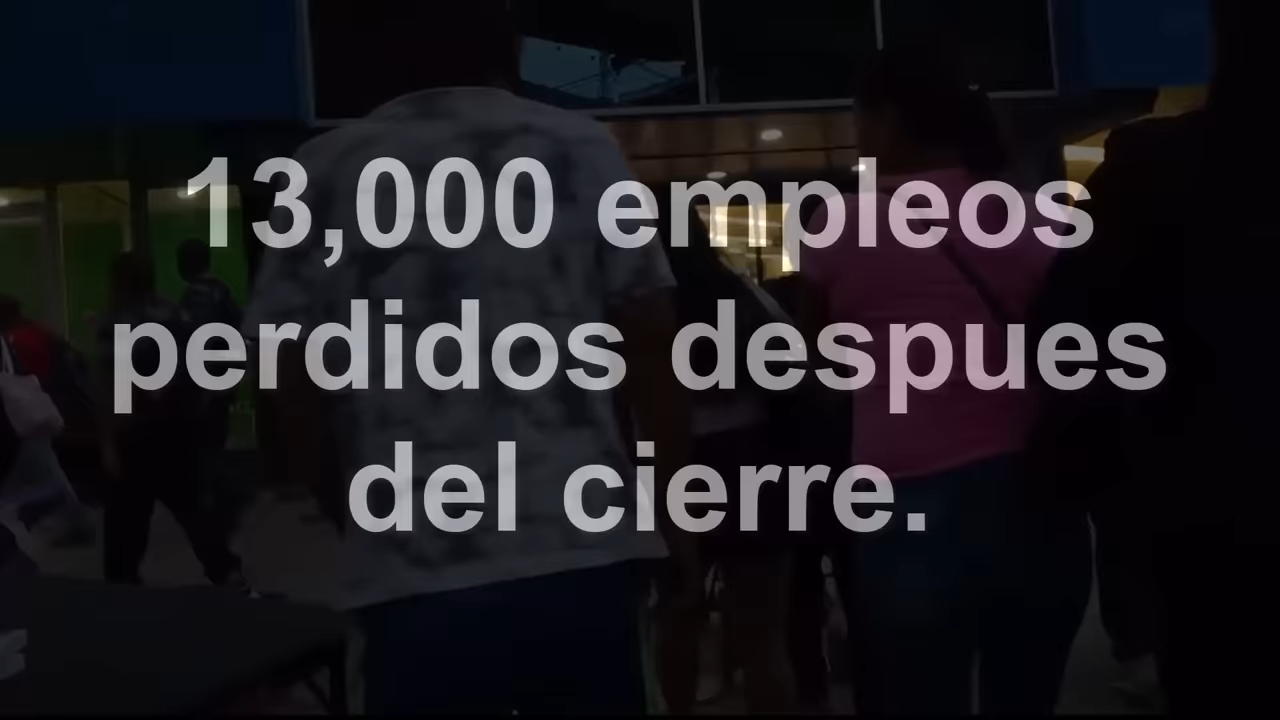 13,000 empleos
perdidos despues
del cierre.